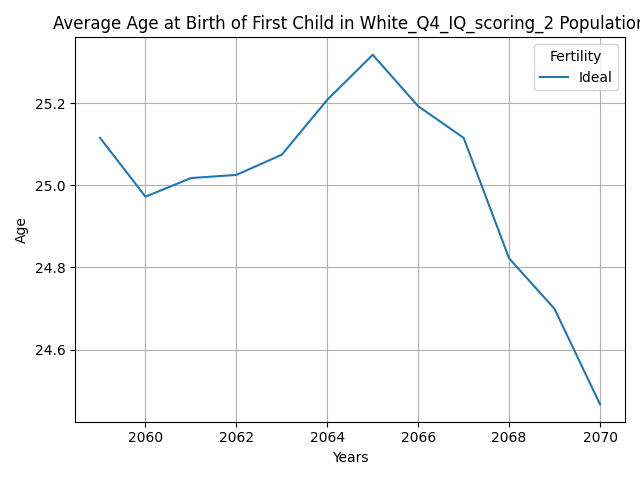 Average Age at Birth of First Child in White_Q4_IQ_scoring_2 Population
Fertility
Ideal
25.2
25.0
24.8
24.6
Age
2060 2062 2064 2066 2068 2070
Years